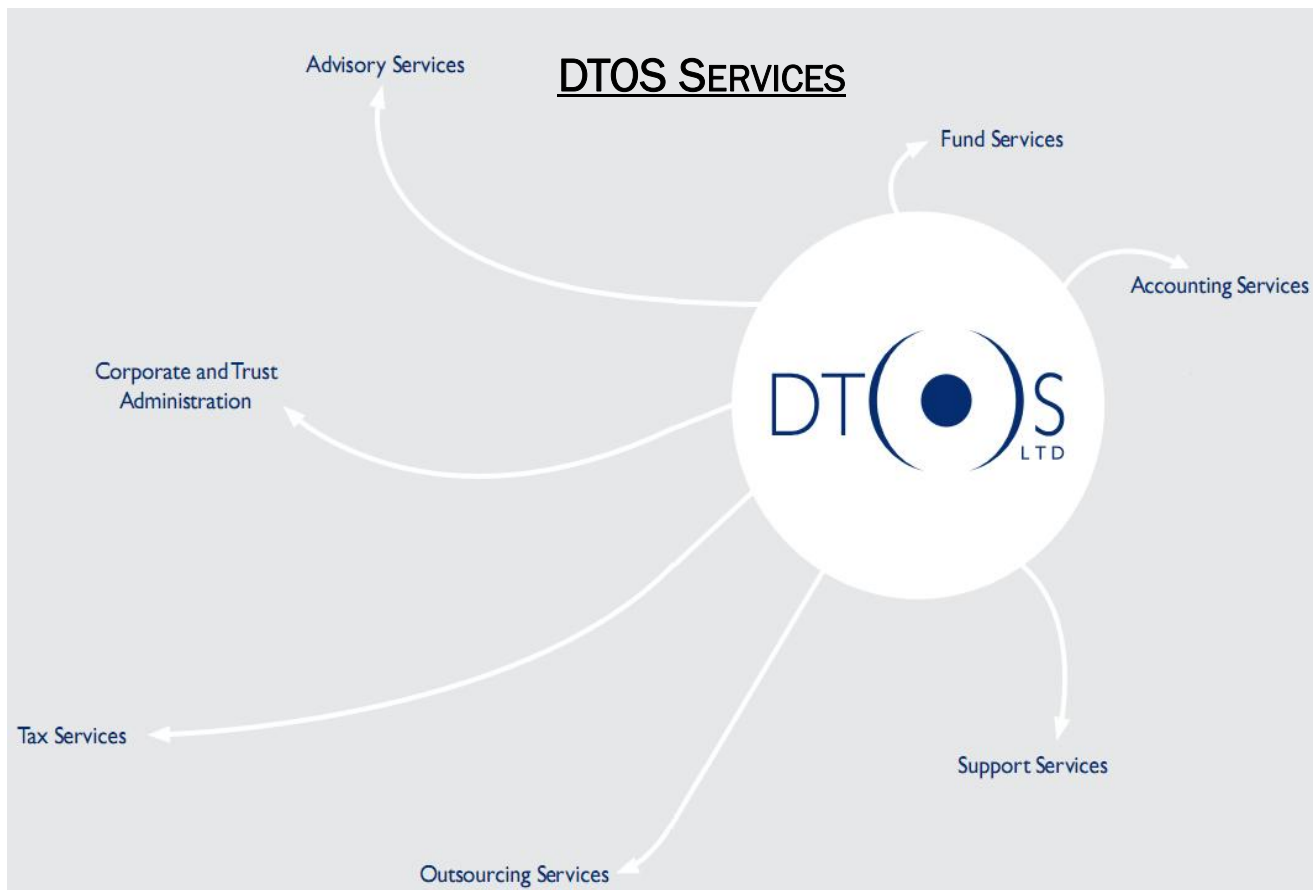 DTOS SERVICES
Advisory Services
Fund Services
Accounting Services
Corporate and Trust
Administration
DTOS
LTD
Tax Services
Support Services
Outsourcing Services